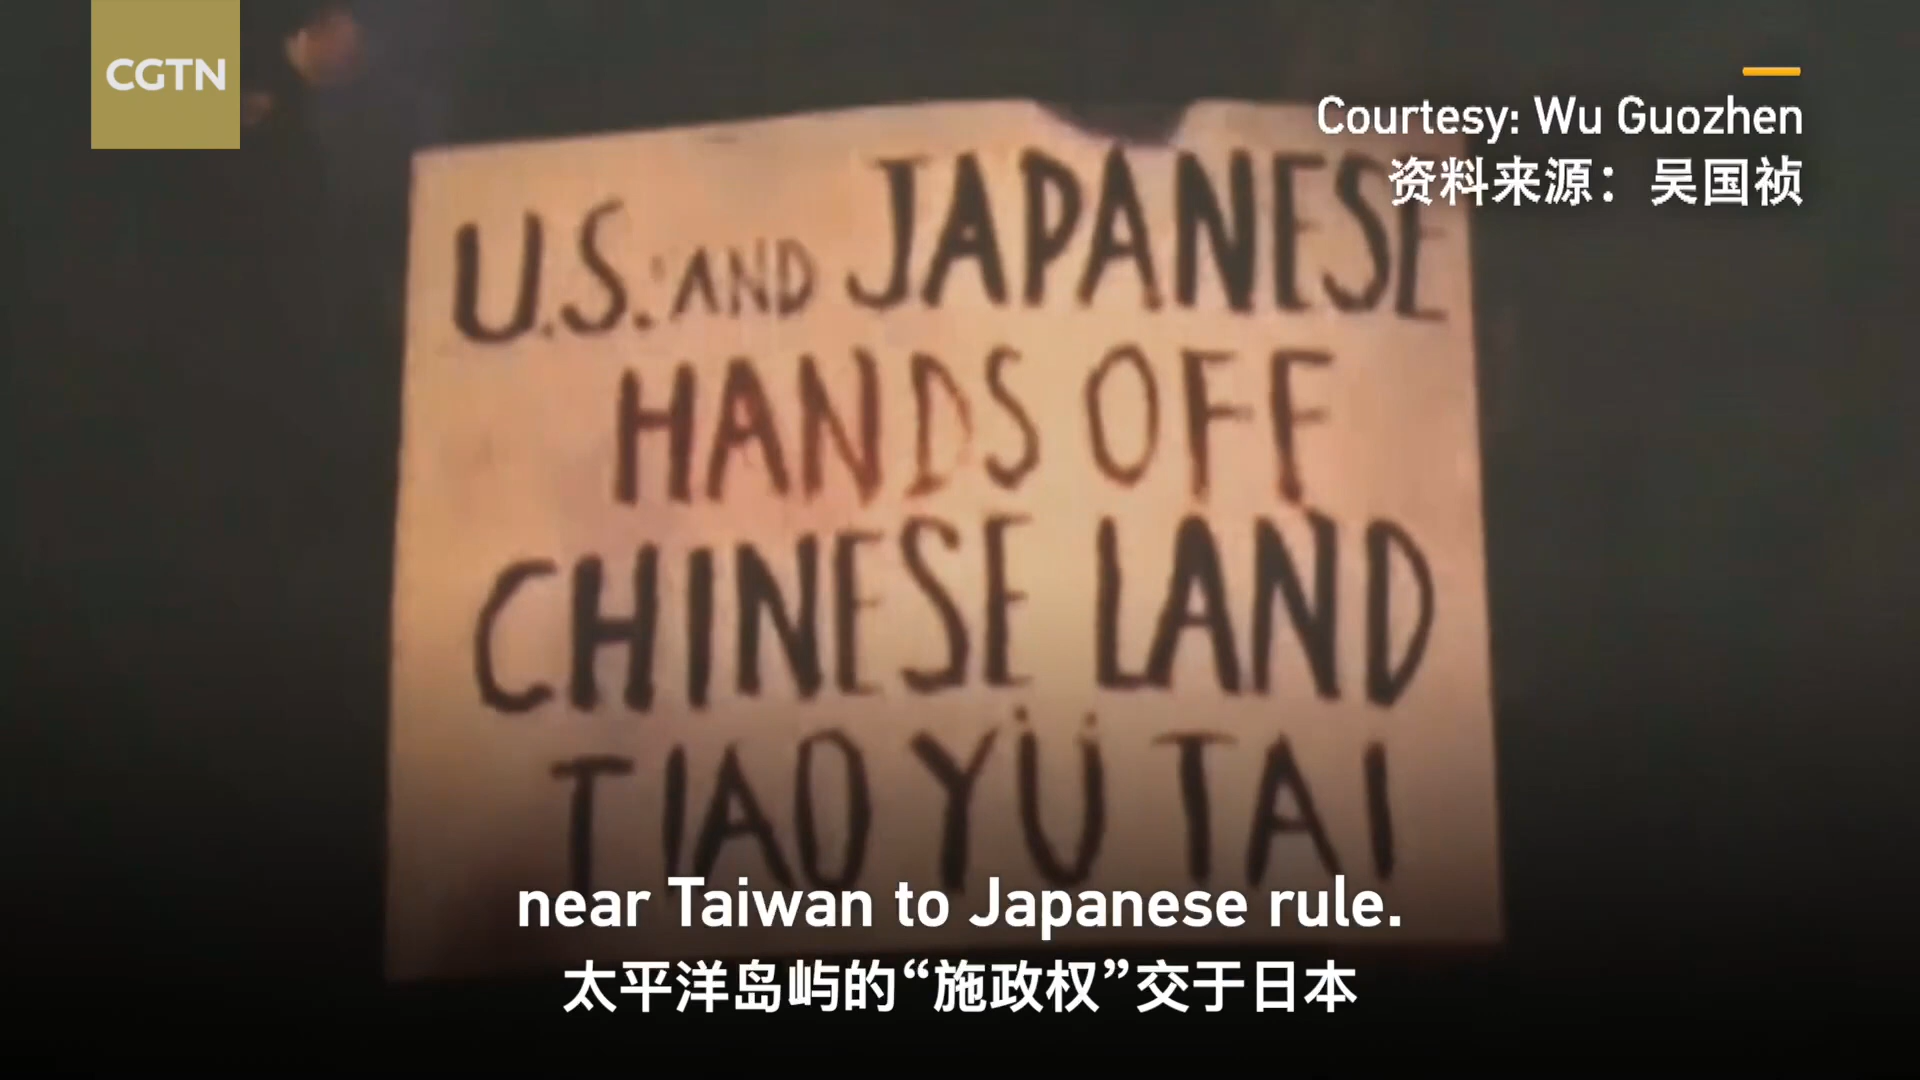 CGTN
Courtesy: Wu Guozhen
资料来源：吴国祯
U.S. AND JAPANESE
HANDS OFF
CHINESE LAND
TIAO YÜ TAI
near Taiwan to Japanese rule.
太平洋岛屿的“施政权”交于日本